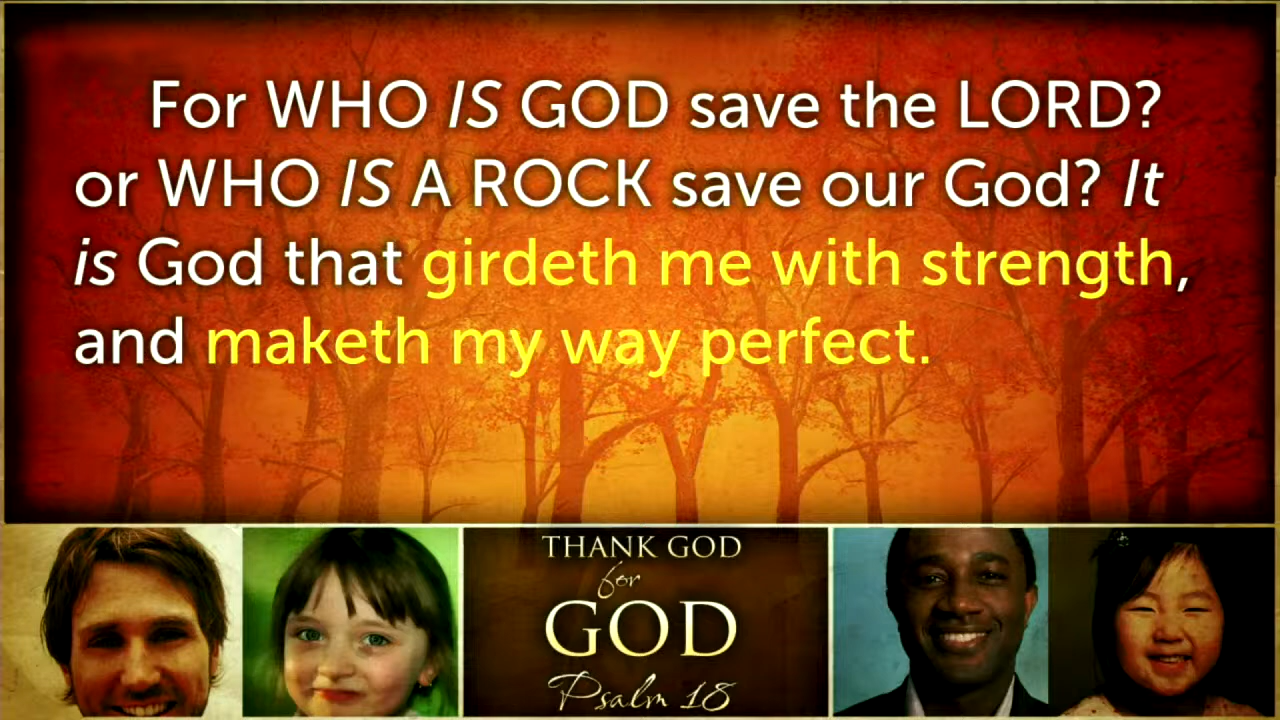 For WHO IS GOD save the LORD?
or WHO IS A ROCK save our God? It
is God that girdeth me with strength,
and maketh my way perfect.
THANK GOD
for
GOD
Psalm 18